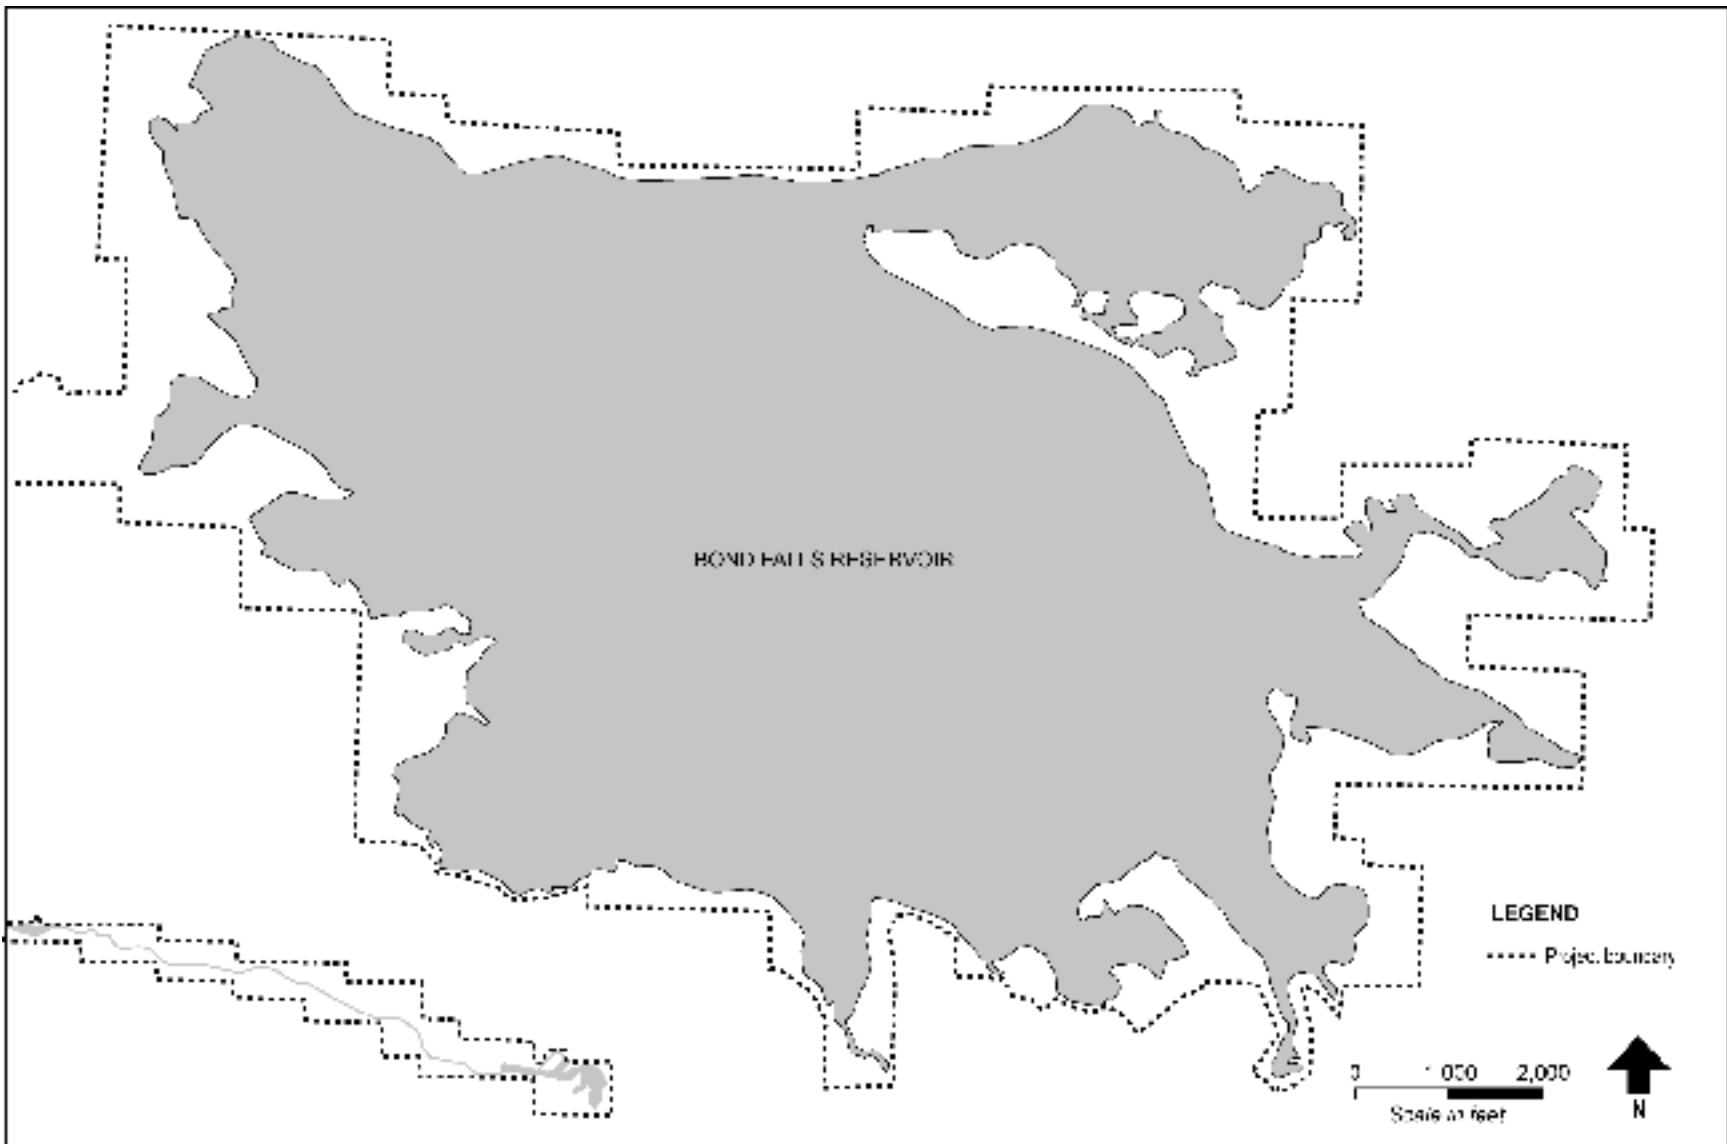 BOND FALLS RESERVOIR
LEGEND
Project boundary
0 1,000 2,000
Scale in feet
N